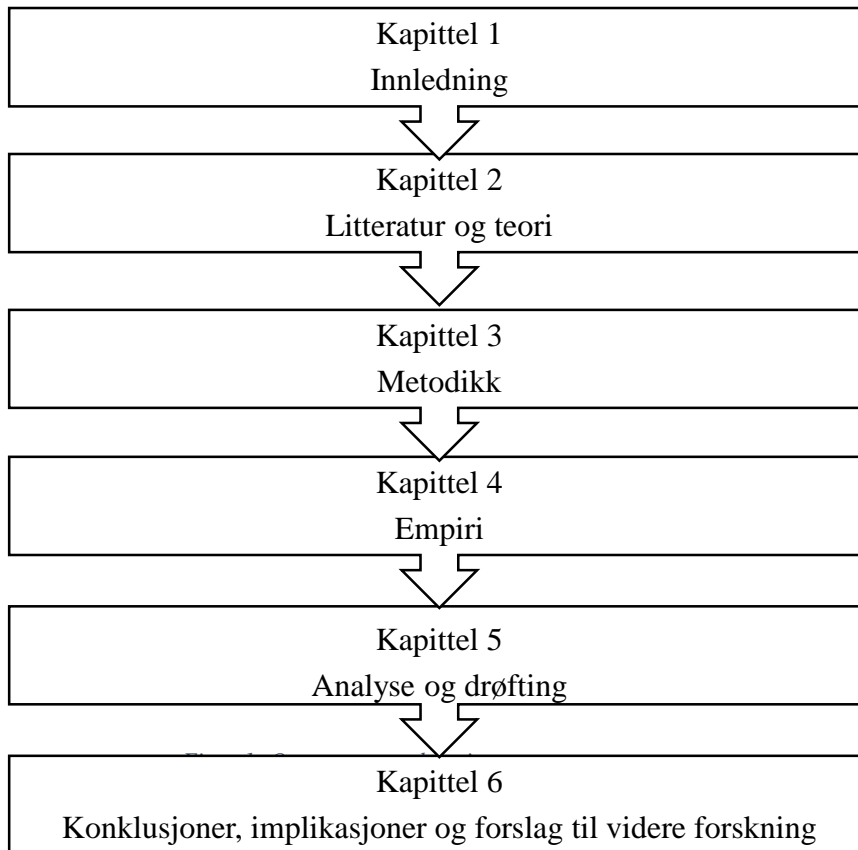 Kapittel 1
Innledning
Kapittel 2
Litteratur og teori
Kapittel 3
Metodikk
Kapittel 4
Empiri
Kapittel 5
Analyse og drøfting
Kapittel 6
Konklusjoner, implikasjoner og forslag til videre forskning